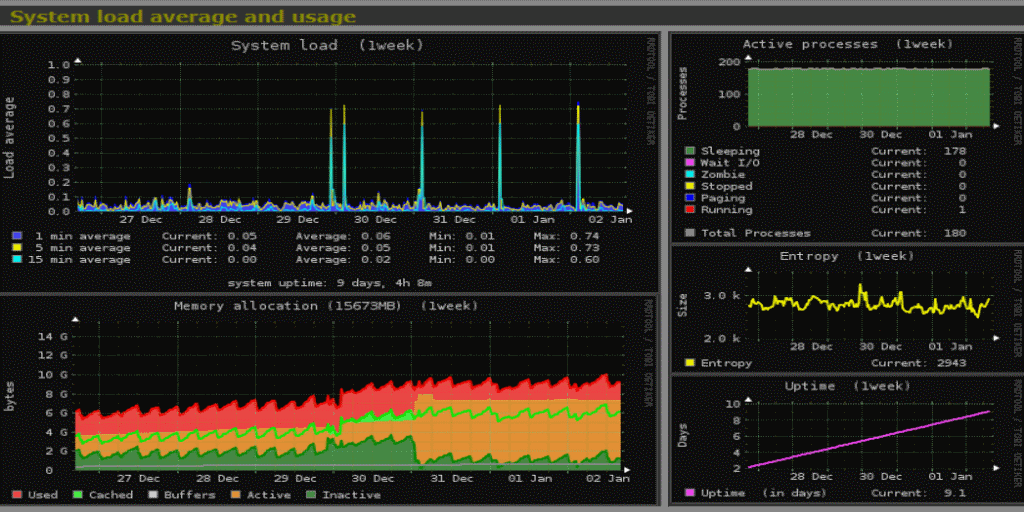 System load average and usage
System load (1week)
RRDTOOL / TOBI OETIKER
Load average
1.0
0.9
0.8
0.7
0.6
0.5
0.4
0.3
0.2
0.1
0.0
27 Dec 28 Dec 29 Dec 30 Dec 31 Dec 01 Jan 02 Jan
1 min average Current: 0.05 Average: 0.06 Min: 0.01 Max: 0.74
5 min average Current: 0.04 Average: 0.05 Min: 0.01 Max: 0.73
15 min average Current: 0.00 Average: 0.02 Min: 0.00 Max: 0.60
system uptime: 9 days, 4h 8m
Memory allocation (15673MB) (1week)
RRDTOOL / TOBI OETIKER
bytes
14 G
12 G
10 G
8 G
6 G
4 G
2 G
0
27 Dec 28 Dec 29 Dec 30 Dec 31 Dec 01 Jan 02 Jan
Used Cached Buffers Active Inactive
Active processes (1week)
RRDTOOL / TOBI OETIKER
Processes
200
100
0
28 Dec 30 Dec 01 Jan
Sleeping Current: 178
Wait I/O Current: 0
Zombie Current: 0
Stopped Current: 0
Paging Current: 0
Running Current: 1
Total Processes Current: 180
Entropy (1week)
RRDTOOL / TOBI OETIKER
Size
3.0 k
2.0 k
28 Dec 30 Dec 01 Jan
Entropy Current: 2943
Uptime (1week)
RRDTOOL / TOBI OETIKER
Days
10
8
6
4
2
28 Dec 30 Dec 01 Jan
Uptime (in days) Current: 9.1